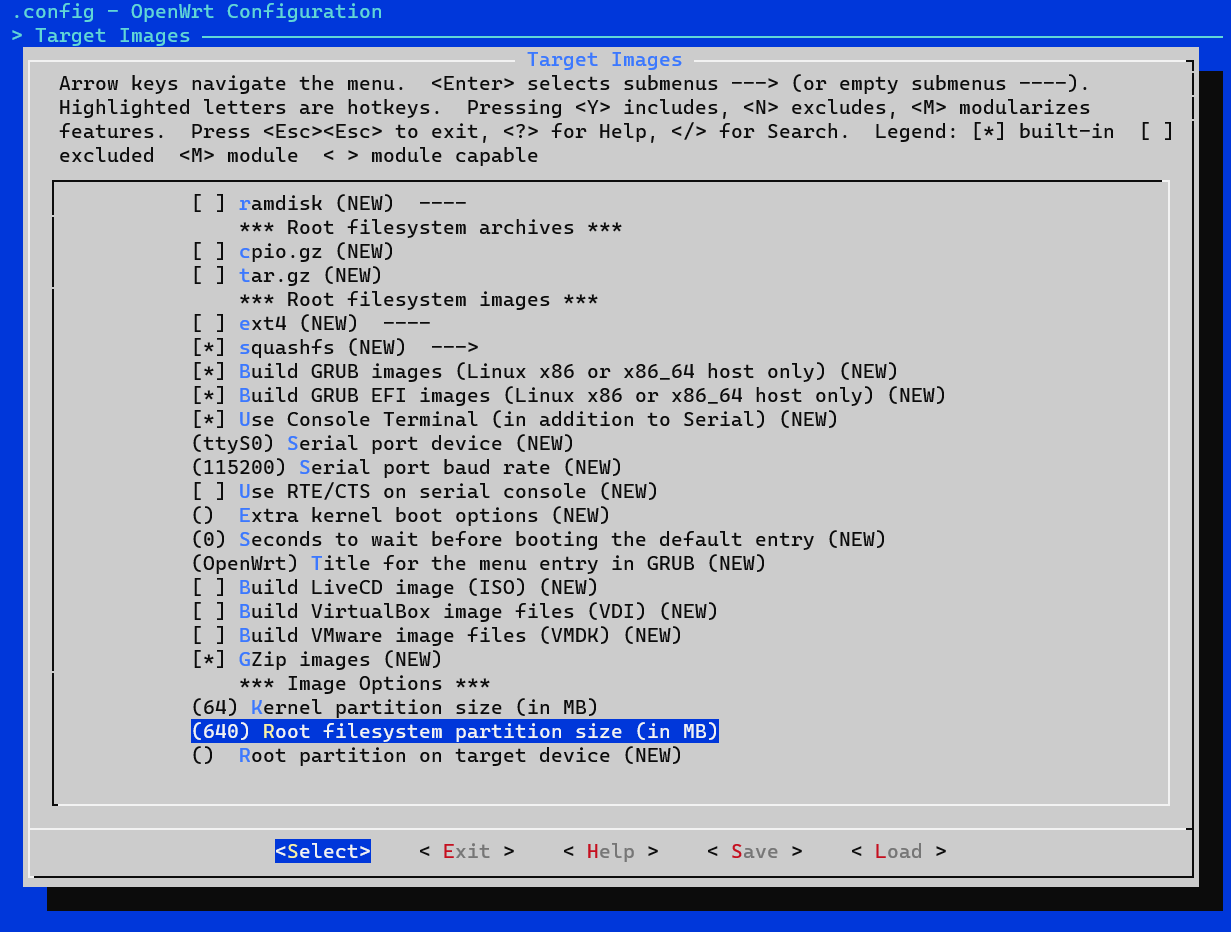 .config - OpenWrt Configuration
> Target Images
Target Images
Arrow keys navigate the menu.  <Enter> selects submenus ---> (or empty submenus ----).
Highlighted letters are hotkeys.  Pressing <Y> includes, <N> excludes, <M> modularizes
features.  Press <Esc><Esc> to exit, <?> for Help, </> for Search.  Legend: [*] built-in  [ ]
excluded  <M> module  < > module capable
[ ] ramdisk (NEW)  ----
*** Root filesystem archives ***
[ ] cpio.gz (NEW)
[ ] tar.gz (NEW)
*** Root filesystem images ***
[ ] ext4 (NEW)  ----
[*] squashfs (NEW)  --->
[*] Build GRUB images (Linux x86 or x86_64 host only) (NEW)
[*] Build GRUB EFI images (Linux x86 or x86_64 host only) (NEW)
[*] Use Console Terminal (in addition to Serial) (NEW)
(ttyS0) Serial port device (NEW)
(115200) Serial port baud rate (NEW)
[ ] Use RTE/CTS on serial console (NEW)
()  Extra kernel boot options (NEW)
(0) Seconds to wait before booting the default entry (NEW)
(OpenWrt) Title for the menu entry in GRUB (NEW)
[ ] Build LiveCD image (ISO) (NEW)
[ ] Build VirtualBox image files (VDI) (NEW)
[ ] Build VMware image files (VMDK) (NEW)
[*] GZip images (NEW)
*** Image Options ***
(64) Kernel partition size (in MB)
(640) Root filesystem partition size (in MB)
()  Root partition on target device (NEW)
<Select>    < Exit >    < Help >    < Save >    < Load >